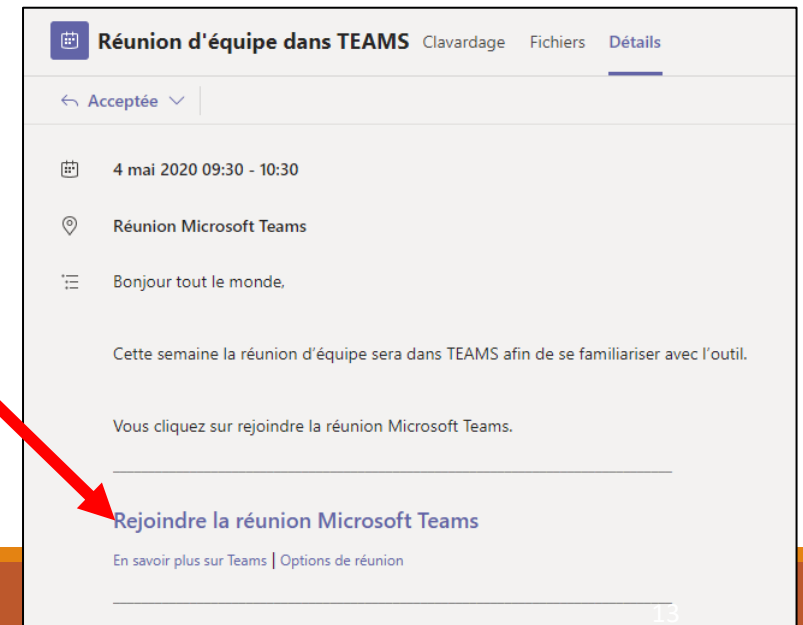 Réunion d'équipe dans TEAMS Clavardage Fichiers Détails
Acceptée
4 mai 2020 09:30 - 10:30
Réunion Microsoft Teams
Bonjour tout le monde,
Cette semaine la réunion d’équipe sera dans TEAMS afin de se familiariser avec l’outil.
Vous cliquez sur rejoindre la réunion Microsoft Teams.
Rejoindre la réunion Microsoft Teams
En savoir plus sur Teams | Options de réunion
13